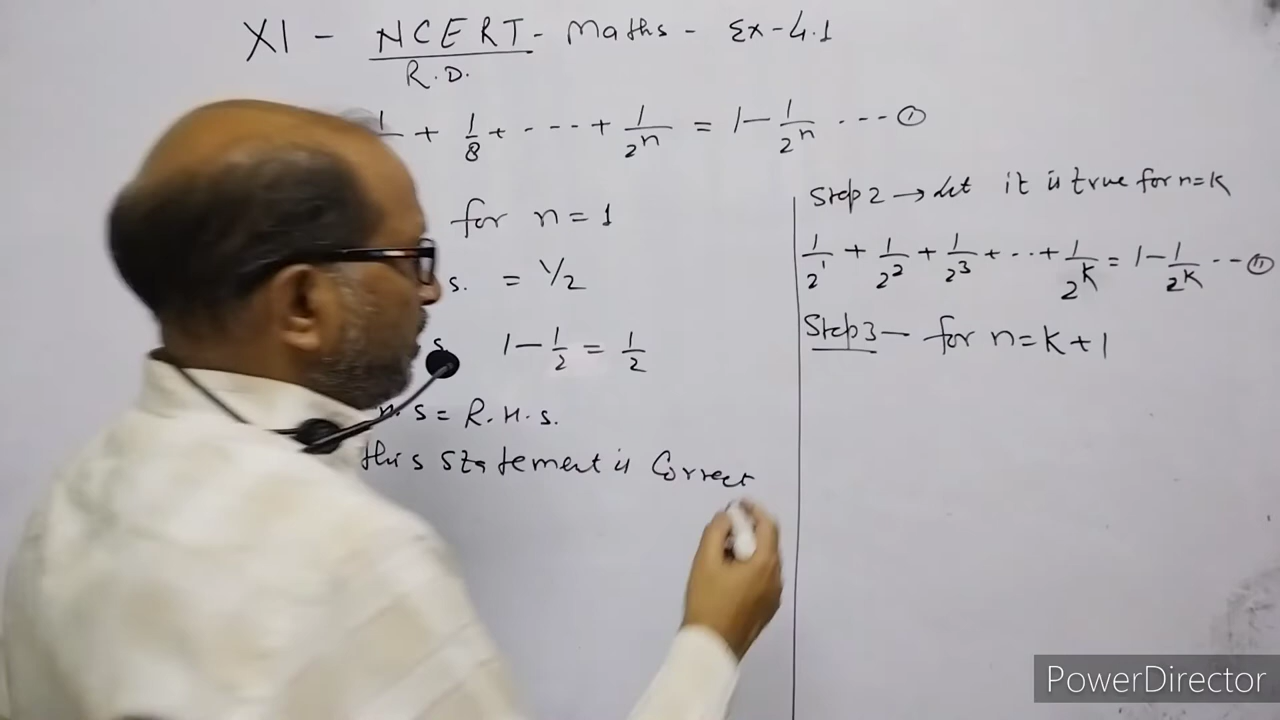 XI - NCERT - Maths - Ex-4.1
R.D.
+ 1/8 + ---- + 1/2^n = 1 - 1/2^n --- ①
for n = 1
s. = 1/2
s 1 - 1/2 = 1/2
s = R.H.s.
this statement is Correct
Step 2 → Let it is true for n=k
1/2^1 + 1/2^2 + 1/2^3 + ... + 1/2^k = 1 - 1/2^k -- ⑪
Step 3 — for n = k + 1
PowerDirector